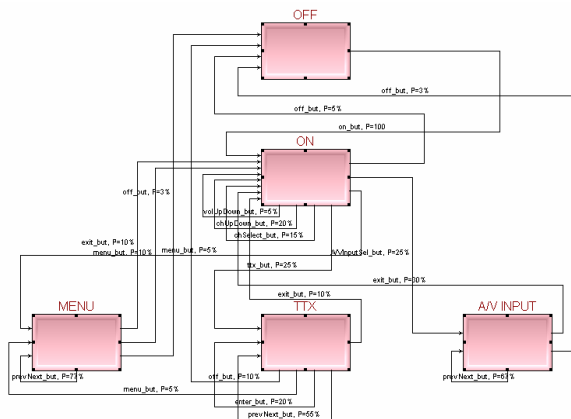 OFF
off_but, P=3%
off_but, P=5%
on_but, P=100
ON
off_but, P=3%
volUpDown_but, P=5%
chUpDown_but, P=20%
chSelect_but, P=15%
exit_but, P=10%
menu_but, P=10%
menu_but, P=5%
A/VInputSel_but, P=25%
ttx_but, P=25%
exit_but, P=30%
exit_but, P=10%
MENU
TTX
A/V INPUT
prevNext_but, P=77%
off_but, P=10%
prevNext_but, P=67%
menu_but, P=5%
enter_but, P=20%
prevNext_but, P=55%